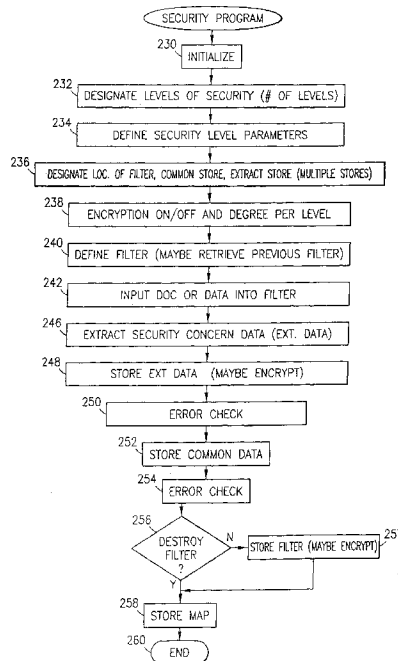 SECURITY PROGRAM
230
INITIALIZE
232
DESIGNATE LEVELS OF SECURITY (# OF LEVELS)
234
DEFINE SECURITY LEVEL PARAMETERS
236
DESIGNATE LOC. OF FILTER, COMMON STORE, EXTRACT STORE (MULTIPLE STORES)
238
ENCRYPTION ON/OFF AND DEGREE PER LEVEL
240
DEFINE FILTER (MAYBE RETRIEVE PREVIOUS FILTER)
242
INPUT DOC OR DATA INTO FILTER
246
EXTRACT SECURITY CONCERN DATA (EXT. DATA)
248
STORE EXT DATA (MAYBE ENCRYPT)
250
ERROR CHECK
252
STORE COMMON DATA
254
ERROR CHECK
256
DESTROY
FILTER
?
N
Y
STORE FILTER (MAYBE ENCRYPT)
258
STORE MAP
260
END